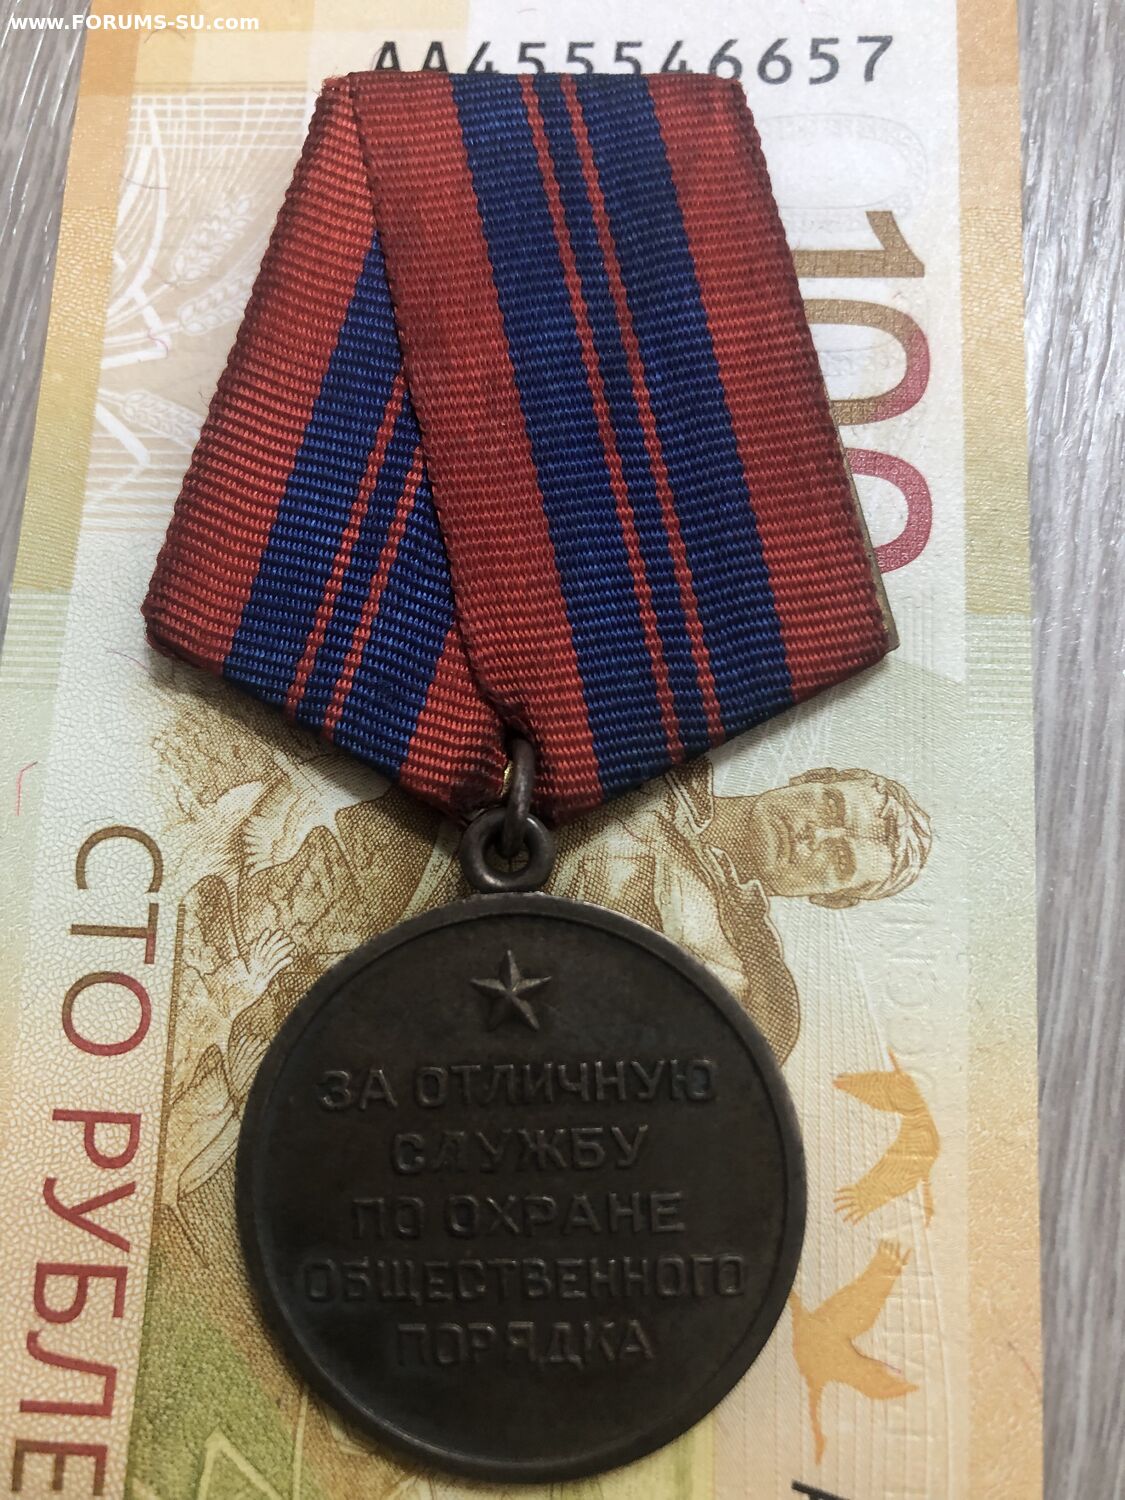 www.FORUMS-SU.com
АА455546657
100
СТО РУБЛЕ
ЗА ОТЛИЧНУЮ
СЛУЖБУ
ПО ОХРАНЕ
ОБЩЕСТВЕННОГО
ПОРЯДКА